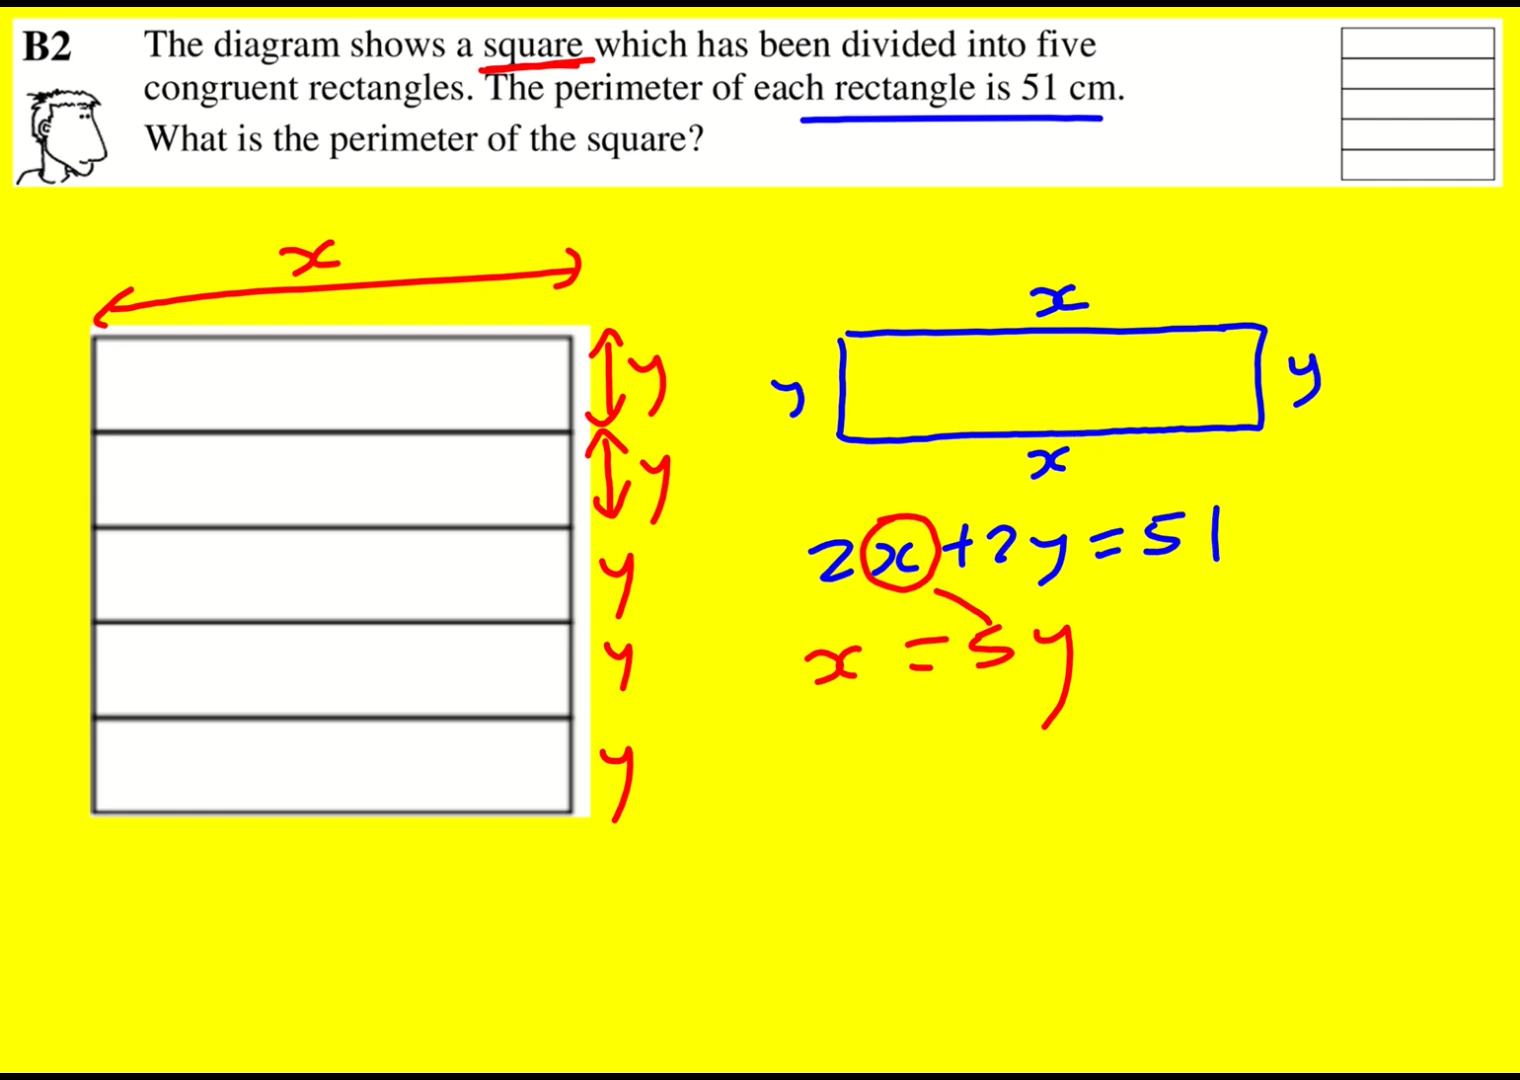 B2 The diagram shows a square which has been divided into five
congruent rectangles. The perimeter of each rectangle is 51 cm.
What is the perimeter of the square?
x
y
y
y
y
y
x
y
y
x
2x+2y=51
x=5y